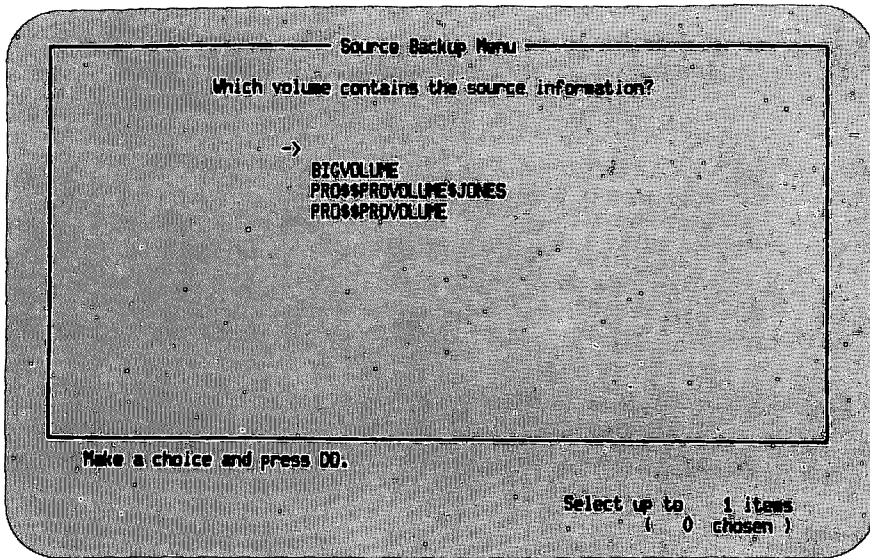 Source Backup Menu
Which volume contains the source information?
->
BIGVOLUME
PRO$$PROVOLUME$JONES
PRO$$PROVOLUME
Make a choice and press DO.
Select up to 1 items
( 0 chosen )